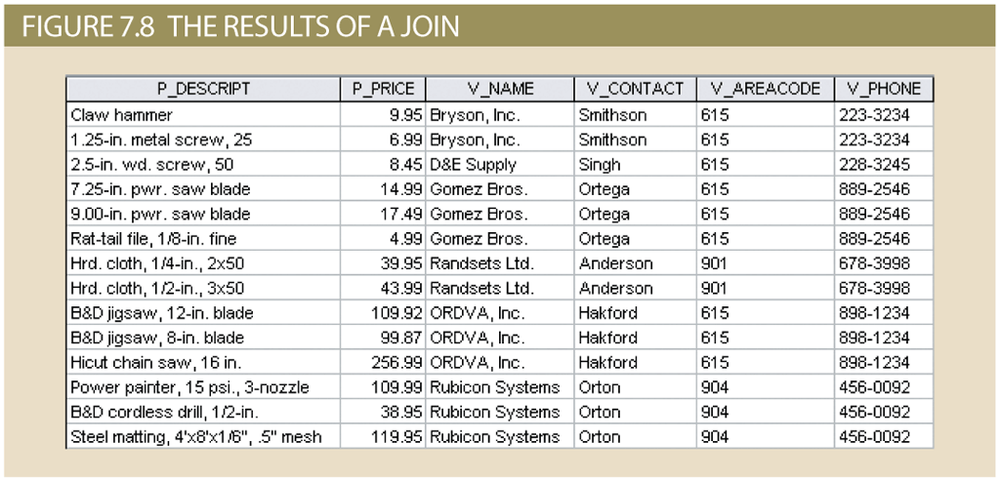 FIGURE 7.8 THE RESULTS OF A JOIN
P_DESCRIPT P_PRICE V_NAME V_CONTACT V_AREACODE V_PHONE
Claw hammer 9.95 Bryson, Inc. Smithson 615 223-3234
1.25-in. metal screw, 25 6.99 Bryson, Inc. Smithson 615 223-3234
2.5-in. wd. screw, 50 8.45 D&E Supply Singh 615 228-3245
7.25-in. pwr. saw blade 14.99 Gomez Bros. Ortega 615 889-2546
9.00-in. pwr. saw blade 17.49 Gomez Bros. Ortega 615 889-2546
Rat-tail file, 1/8-in. fine 4.99 Gomez Bros. Ortega 615 889-2546
Hrd. cloth, 1/4-in., 2x50 39.95 Randsets Ltd. Anderson 901 678-3998
Hrd. cloth, 1/2-in., 3x50 43.99 Randsets Ltd. Anderson 901 678-3998
B&D jigsaw, 12-in. blade 109.92 ORDVA, Inc. Hakford 615 898-1234
B&D jigsaw, 8-in. blade 99.87 ORDVA, Inc. Hakford 615 898-1234
Hicut chain saw, 16 in. 256.99 ORDVA, Inc. Hakford 615 898-1234
Power painter, 15 psi., 3-nozzle 109.99 Rubicon Systems Orton 904 456-0092
B&D cordless drill, 1/2-in. 38.95 Rubicon Systems Orton 904 456-0092
Steel matting, 4'x8'x1/6", .5" mesh 119.95 Rubicon Systems Orton 904 456-0092